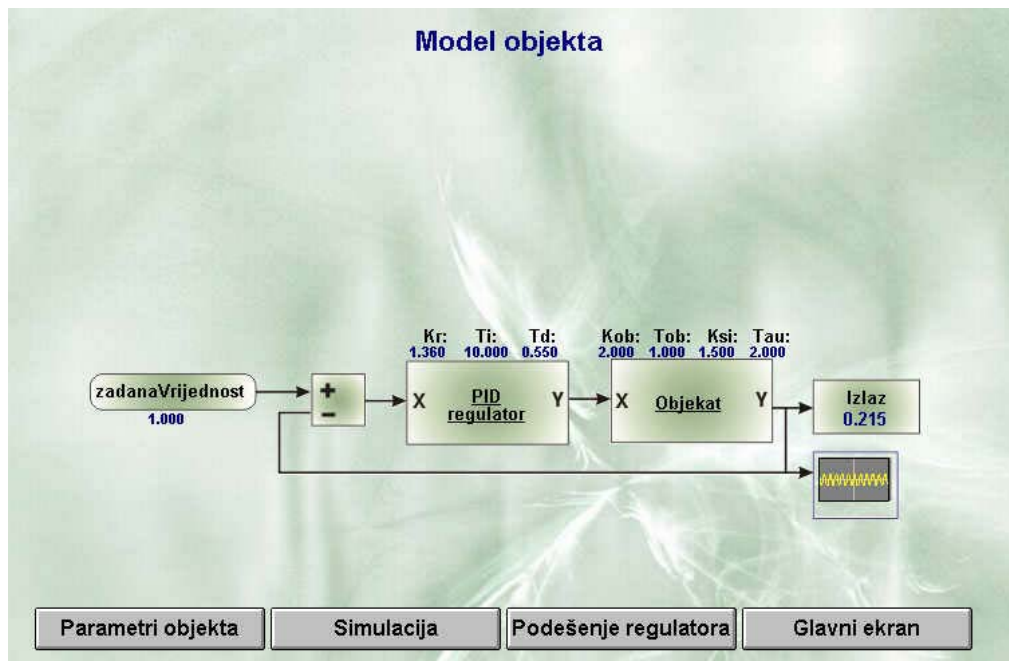 Model objekta
Kr: Ti: Td:
1.360 10.000 0.550
Kob: Tob: Ksi: Tau:
2.000 1.000 1.500 2.000
zadanaVrijednost
1.000
+
−
X
PID
regulator
Y
X
Objekat
Y
Izlaz
0.215
Parametri objekta
Simulacija
Podešenje regulatora
Glavni ekran